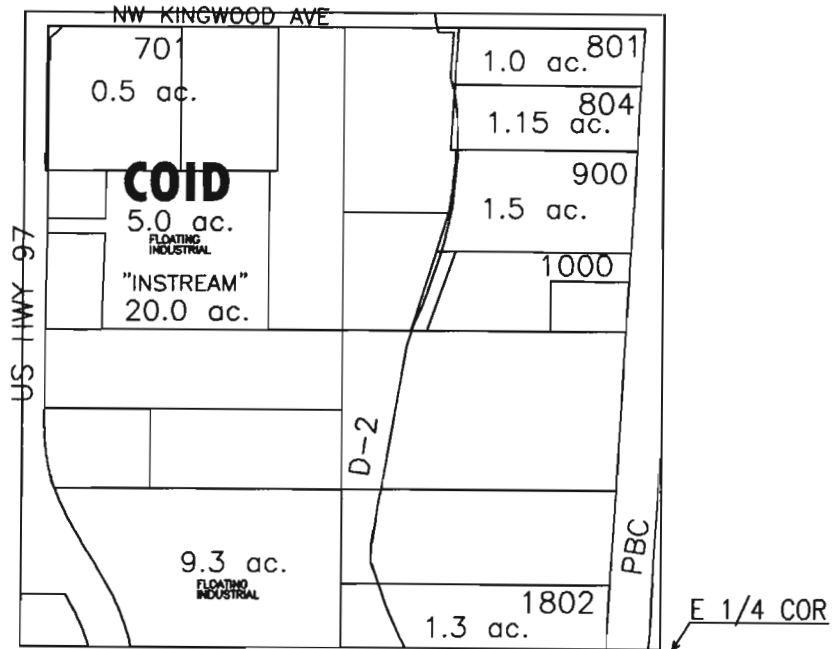 NW KINGWOOD AVE
701
0.5 ac.
801
1.0 ac.
804
1.15 ac.
900
1.5 ac.
COID
5.0 ac.
FLOATING
INDUSTRIAL
"INSTREAM"
20.0 ac.
1000
US HWY 97
D-2
PBC
9.3 ac.
FLOATING
INDUSTRIAL
1802
1.3 ac.
E 1/4 COR